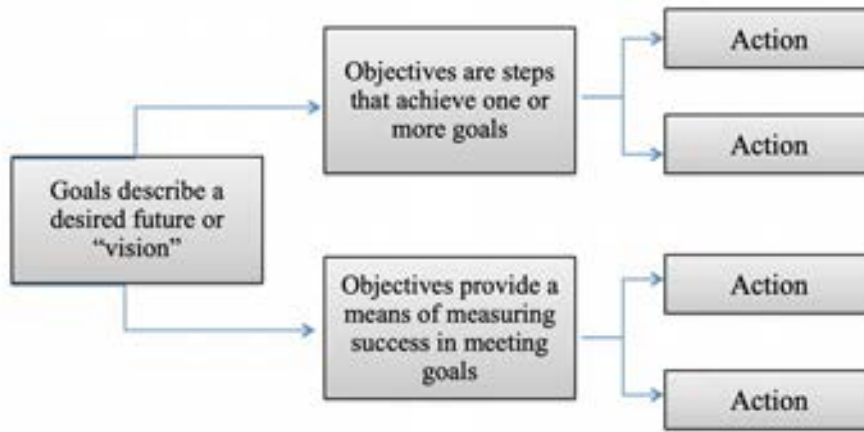 Goals describe a
desired future or
“vision”
Objectives are steps
that achieve one or
more goals
Action
Action
Objectives provide a
means of measuring
success in meeting
goals
Action
Action